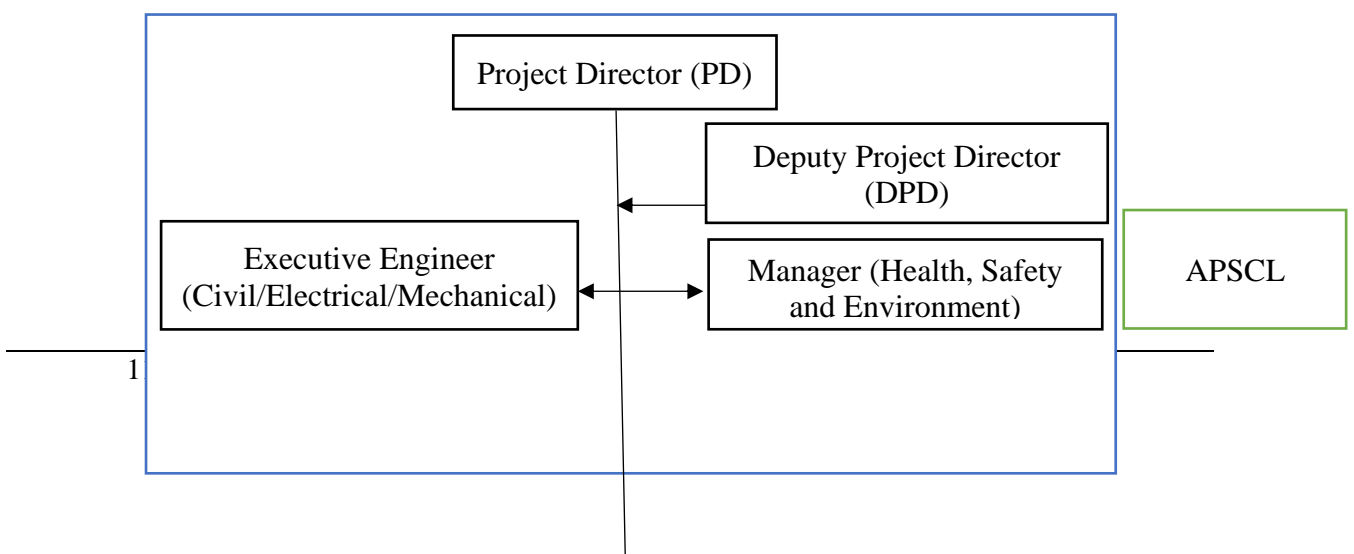 Project Director (PD)
Deputy Project Director
(DPD)
Executive Engineer
(Civil/Electrical/Mechanical)
Manager (Health, Safety
and Environment)
APSCL
1